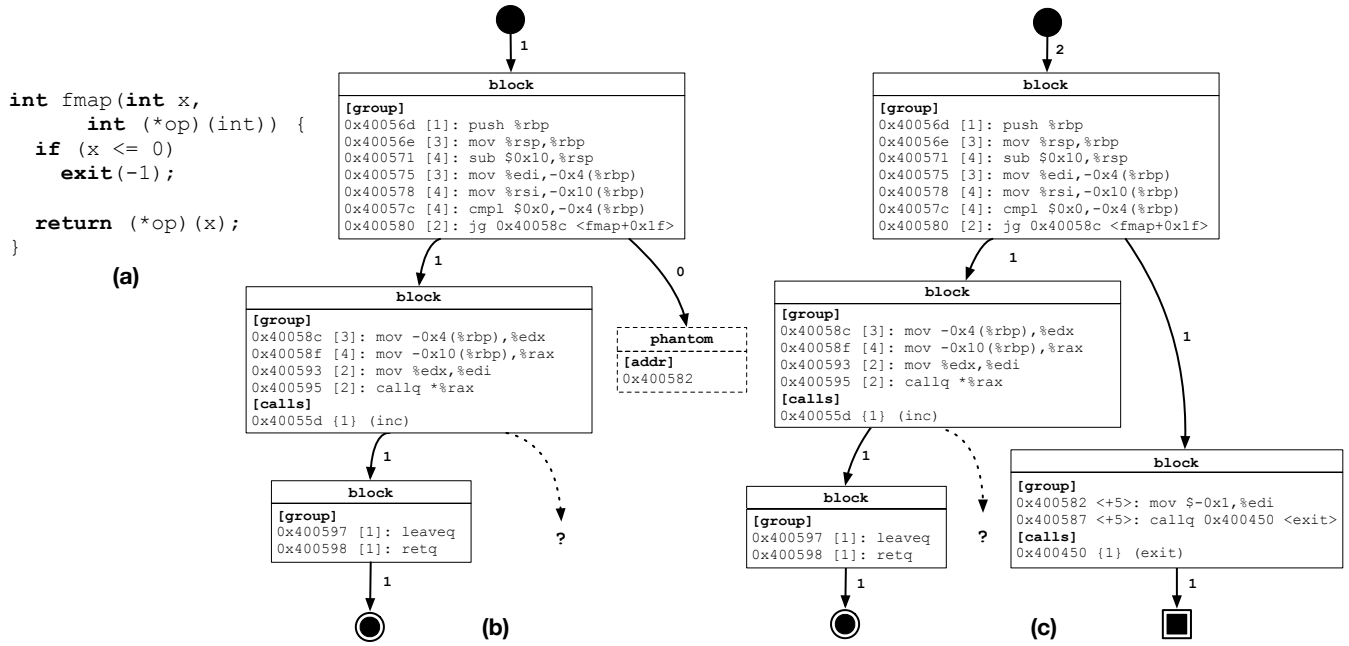 int fmap(int x,
int (*op)(int)) {
if (x <= 0)
exit(-1);
return (*op)(x);
}
(a)
1
block
[group]
0x40056d [1]: push %rbp
0x40056e [3]: mov %rsp,%rbp
0x400571 [4]: sub $0x10,%rsp
0x400575 [3]: mov %edi,-0x4(%rbp)
0x400578 [4]: mov %rsi,-0x10(%rbp)
0x40057c [4]: cmpl $0x0,-0x4(%rbp)
0x400580 [2]: jg 0x40058c <fmap+0x1f>
1
0
block
[group]
0x40058c [3]: mov -0x4(%rbp),%edx
0x40058f [4]: mov -0x10(%rbp),%rax
0x400593 [2]: mov %edx,%edi
0x400595 [2]: callq *%rax
[calls]
0x40055d {1} (inc)
phantom
[addr]
0x400582
1
?
block
[group]
0x400597 [1]: leaveq
0x400598 [1]: retq
1
(b)
2
block
[group]
0x40056d [1]: push %rbp
0x40056e [3]: mov %rsp,%rbp
0x400571 [4]: sub $0x10,%rsp
0x400575 [3]: mov %edi,-0x4(%rbp)
0x400578 [4]: mov %rsi,-0x10(%rbp)
0x40057c [4]: cmpl $0x0,-0x4(%rbp)
0x400580 [2]: jg 0x40058c <fmap+0x1f>
1
1
block
[group]
0x40058c [3]: mov -0x4(%rbp),%edx
0x40058f [4]: mov -0x10(%rbp),%rax
0x400593 [2]: mov %edx,%edi
0x400595 [2]: callq *%rax
[calls]
0x40055d {1} (inc)
1
?
block
[group]
0x400597 [1]: leaveq
0x400598 [1]: retq
1
block
[group]
0x400582 <+5>: mov $-0x1,%edi
0x400587 <+5>: callq 0x400450 <exit>
[calls]
0x400450 {1} (exit)
1
(c)